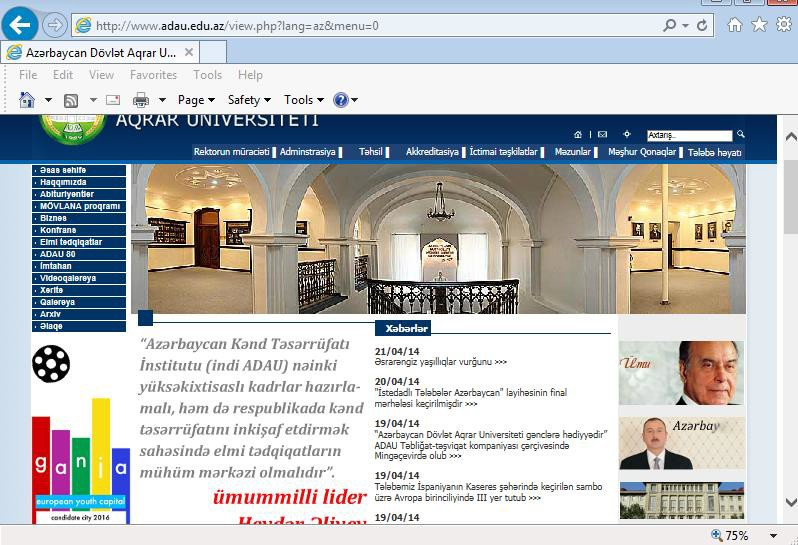 http://www.adau.edu.az/view.php?lang=az&menu=0
Azərbaycan Dövlət Aqrar U...
File Edit View Favorites Tools Help
Page Safety Tools
AQRAR UNİVERSİTETİ
Axtarış..
Rektorun müraciəti Adminstrasiya Təhsil Akkreditasiya İctimai təşkilatlar Məzunlar Məşhur Qonaqlar Tələbə həyatı
Əsas səhifə
Haqqımızda
Abituriyentlər
MÖVLANA proqramı
Biznes
Konfrans
Elmi tədqiqatlar
ADAU 80
İmtahan
Videoqalereya
Xəritə
Qalereya
Arxiv
Əlaqə
gəncə
european youth capital
candidate city 2016
“Azərbaycan Kənd Təsərrüfatı
İnstitutu (indi ADAU) nəinki
yüksəkixtisaslı kadrlar hazırla-
malı, həm də respublikada kənd
təsərrüfatını inkişaf etdirmək
sahəsində elmi tədqiqatların
mühüm mərkəzi olmalıdır”.
ümummilli lider
Heydər Əliyev
Xəbərlər
21/04/14
Əsrarəngiz yaşıllıqlar vurğunu >>>
20/04/14
"İstedadlı Tələbələr Azərbaycan" layihəsinin final
mərhələsi keçirilmişdir >>>
19/04/14
“Azərbaycan Dövlət Aqrar Universiteti gənclərə hədiyyədir”
ADAU Təbliğat-təşviqat kompaniyası çərçivəsində
Mingəçevirdə olub >>>
19/04/14
Tələbəmiz İspaniyanın Kaseres şəhərində keçirilən sambo
üzrə Avropa birinciliyində III yer tutub >>>
19/04/14
Ümu
Azərbay
75%